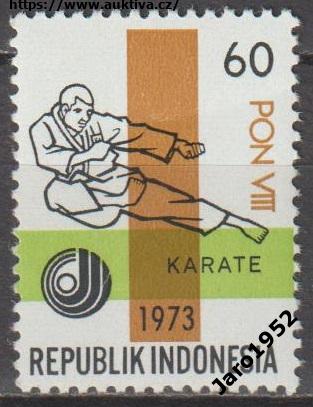 https://www.auktiva.cz/
60
PON VIII
KARATE
1973
REPUBLIK INDONESIA
Jaro1952